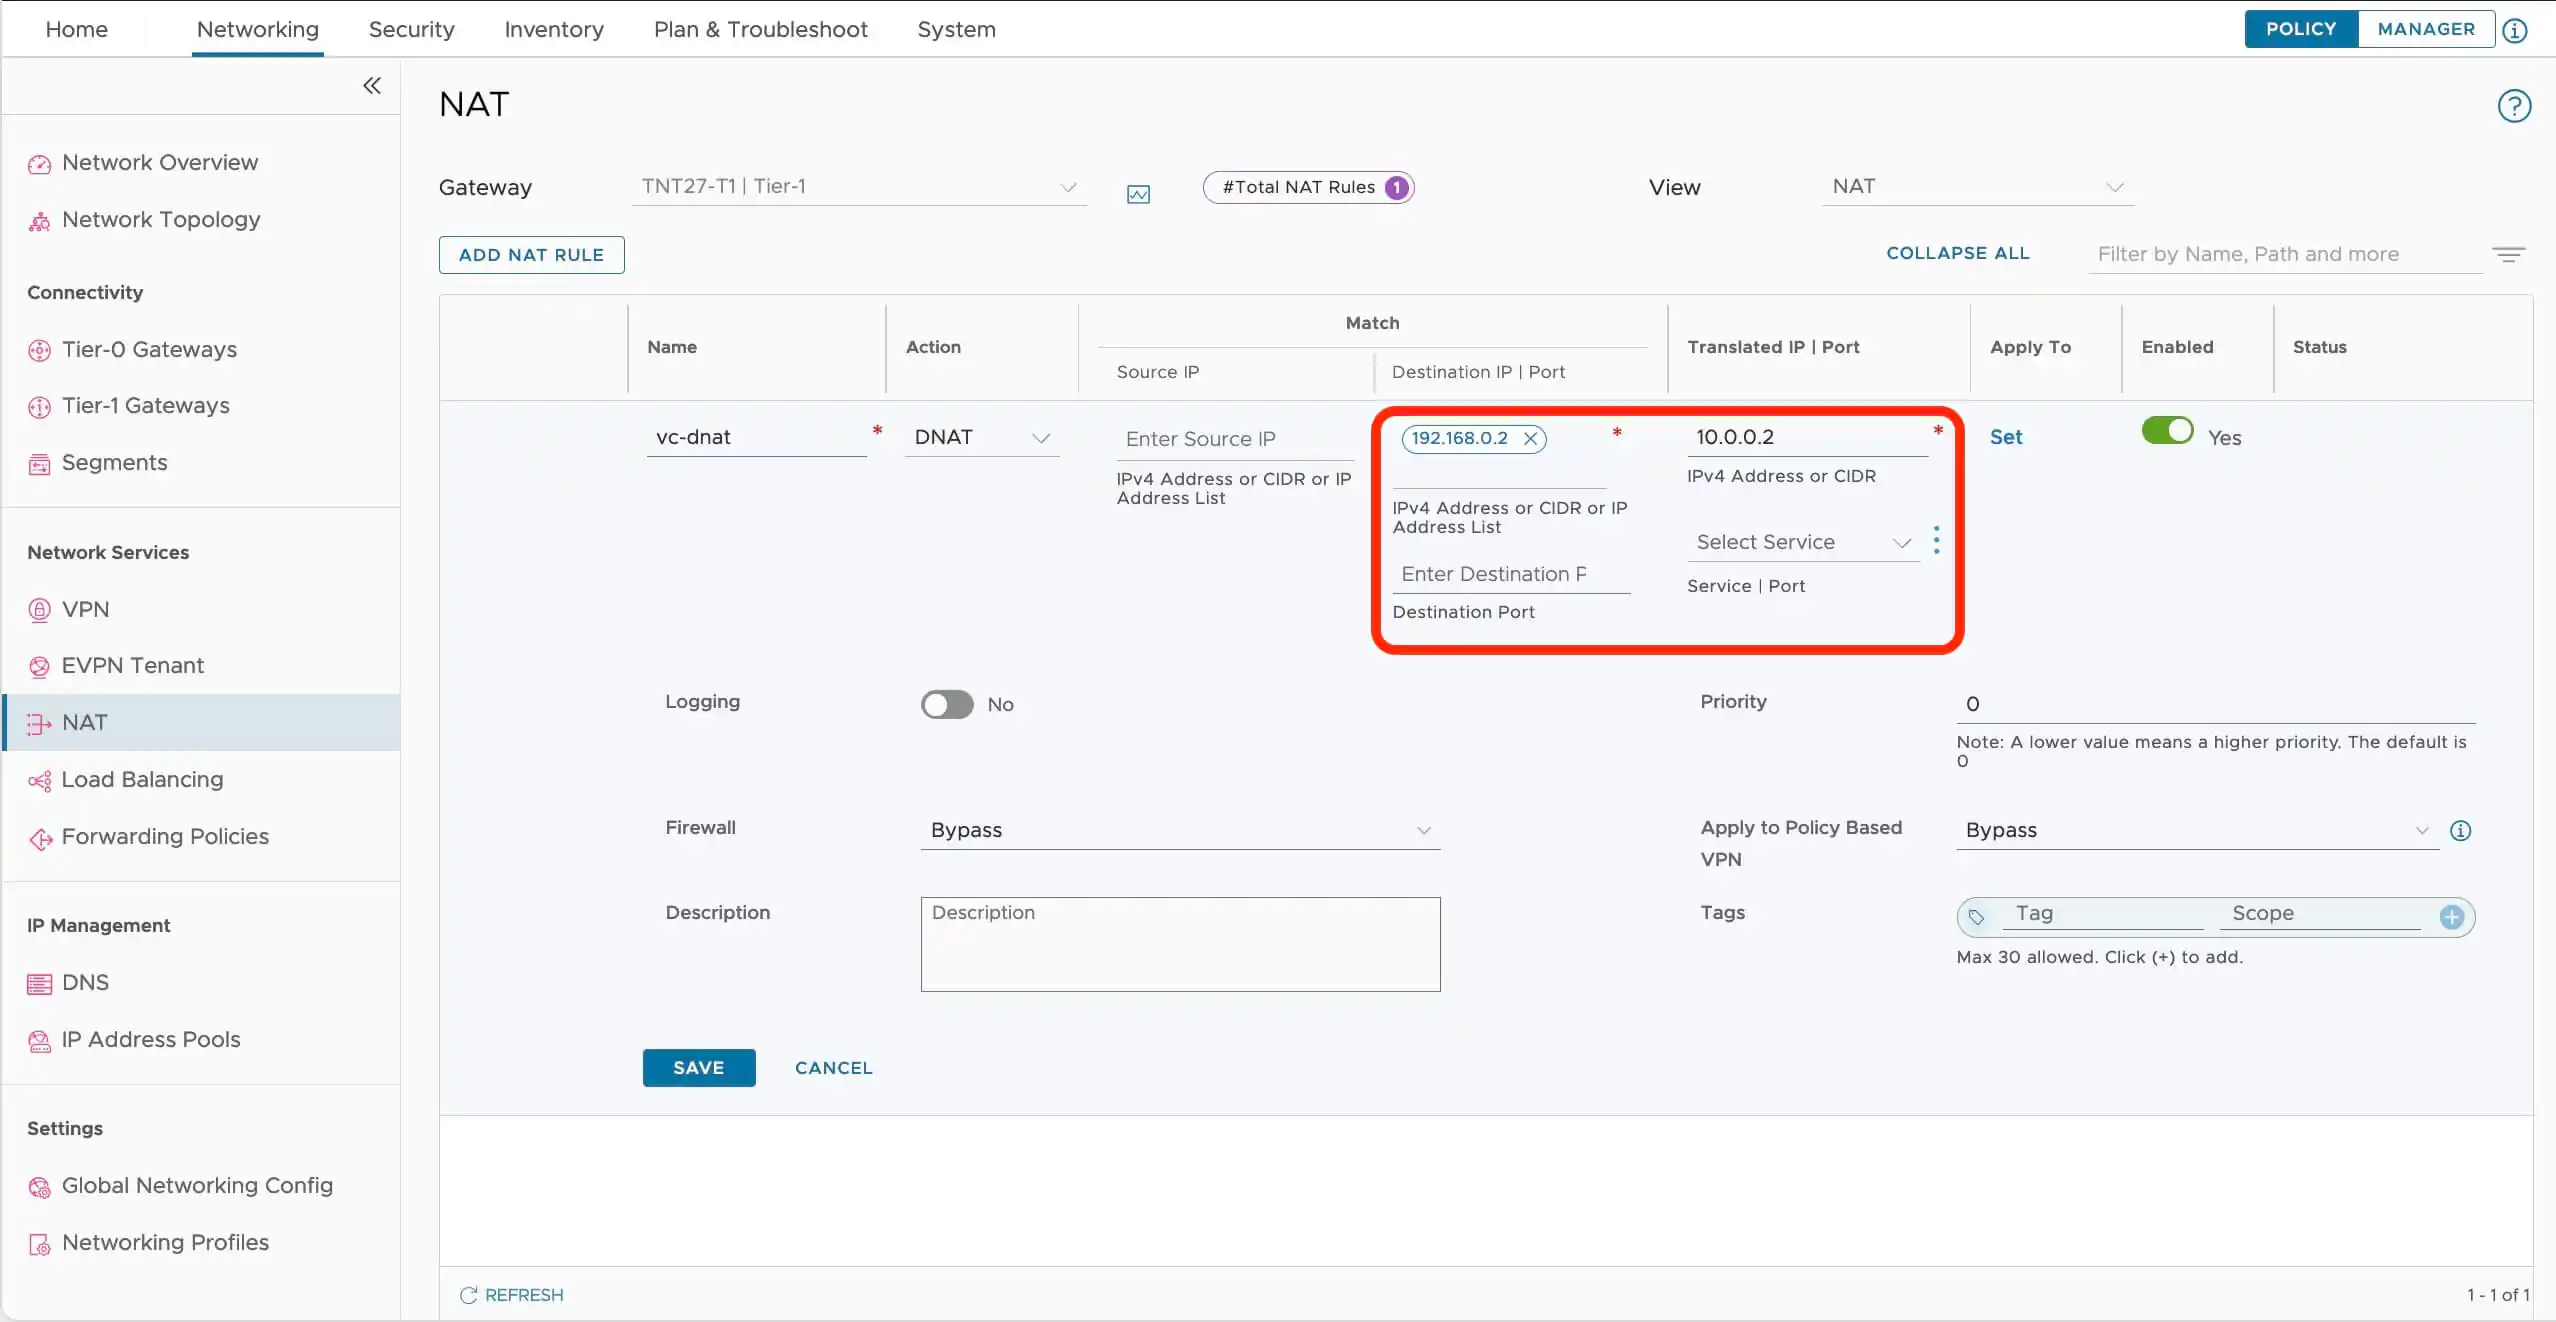 Home
Networking
Security
Inventory
Plan & Troubleshoot
System
POLICY
MANAGER
Network Overview
Network Topology
Connectivity
Tier-0 Gateways
Tier-1 Gateways
Segments
Network Services
VPN
EVPN Tenant
NAT
Load Balancing
Forwarding Policies
IP Management
DNS
IP Address Pools
Settings
Global Networking Config
Networking Profiles
NAT
Gateway
TNT27-T1 | Tier-1
#Total NAT Rules 1
View
NAT
ADD NAT RULE
COLLAPSE ALL
Filter by Name, Path and more
Name
Action
Match
Source IP
Destination IP | Port
Translated IP | Port
Apply To
Enabled
Status
vc-dnat *
DNAT
Enter Source IP
IPv4 Address or CIDR or IP
Address List
192.168.0.2 *
IPv4 Address or CIDR or IP
Address List
Enter Destination P
Destination Port
10.0.0.2 *
IPv4 Address or CIDR
Select Service
Service | Port
Set
Yes
Logging
No
Priority
0
Note: A lower value means a higher priority. The default is
0
Firewall
Bypass
Apply to Policy Based
VPN
Bypass
Description
Description
Tags
Tag
Scope
Max 30 allowed. Click (+) to add.
SAVE
CANCEL
REFRESH
1 - 1 of 1